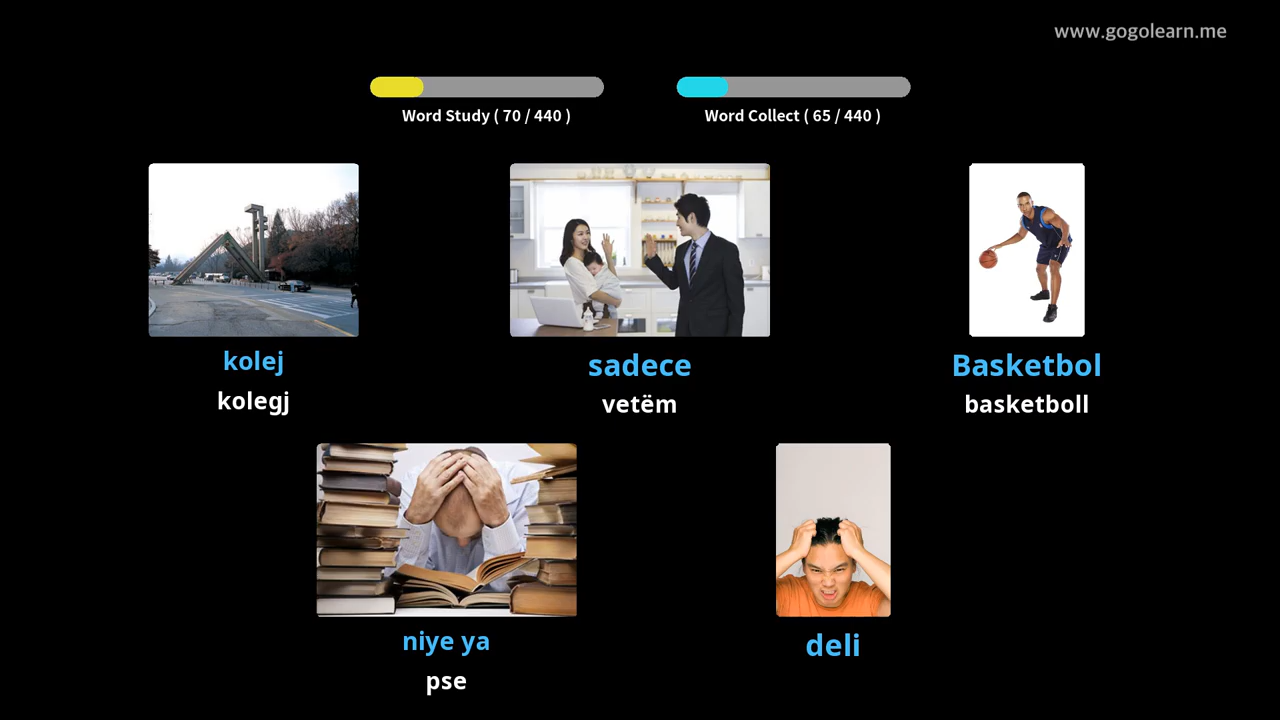 www.gogolearn.me
Word Study ( 70 / 440 )
Word Collect ( 65 / 440 )
kolej
kolegj
sadece
vetëm
Basketbol
basketboll
niye ya
pse
deli